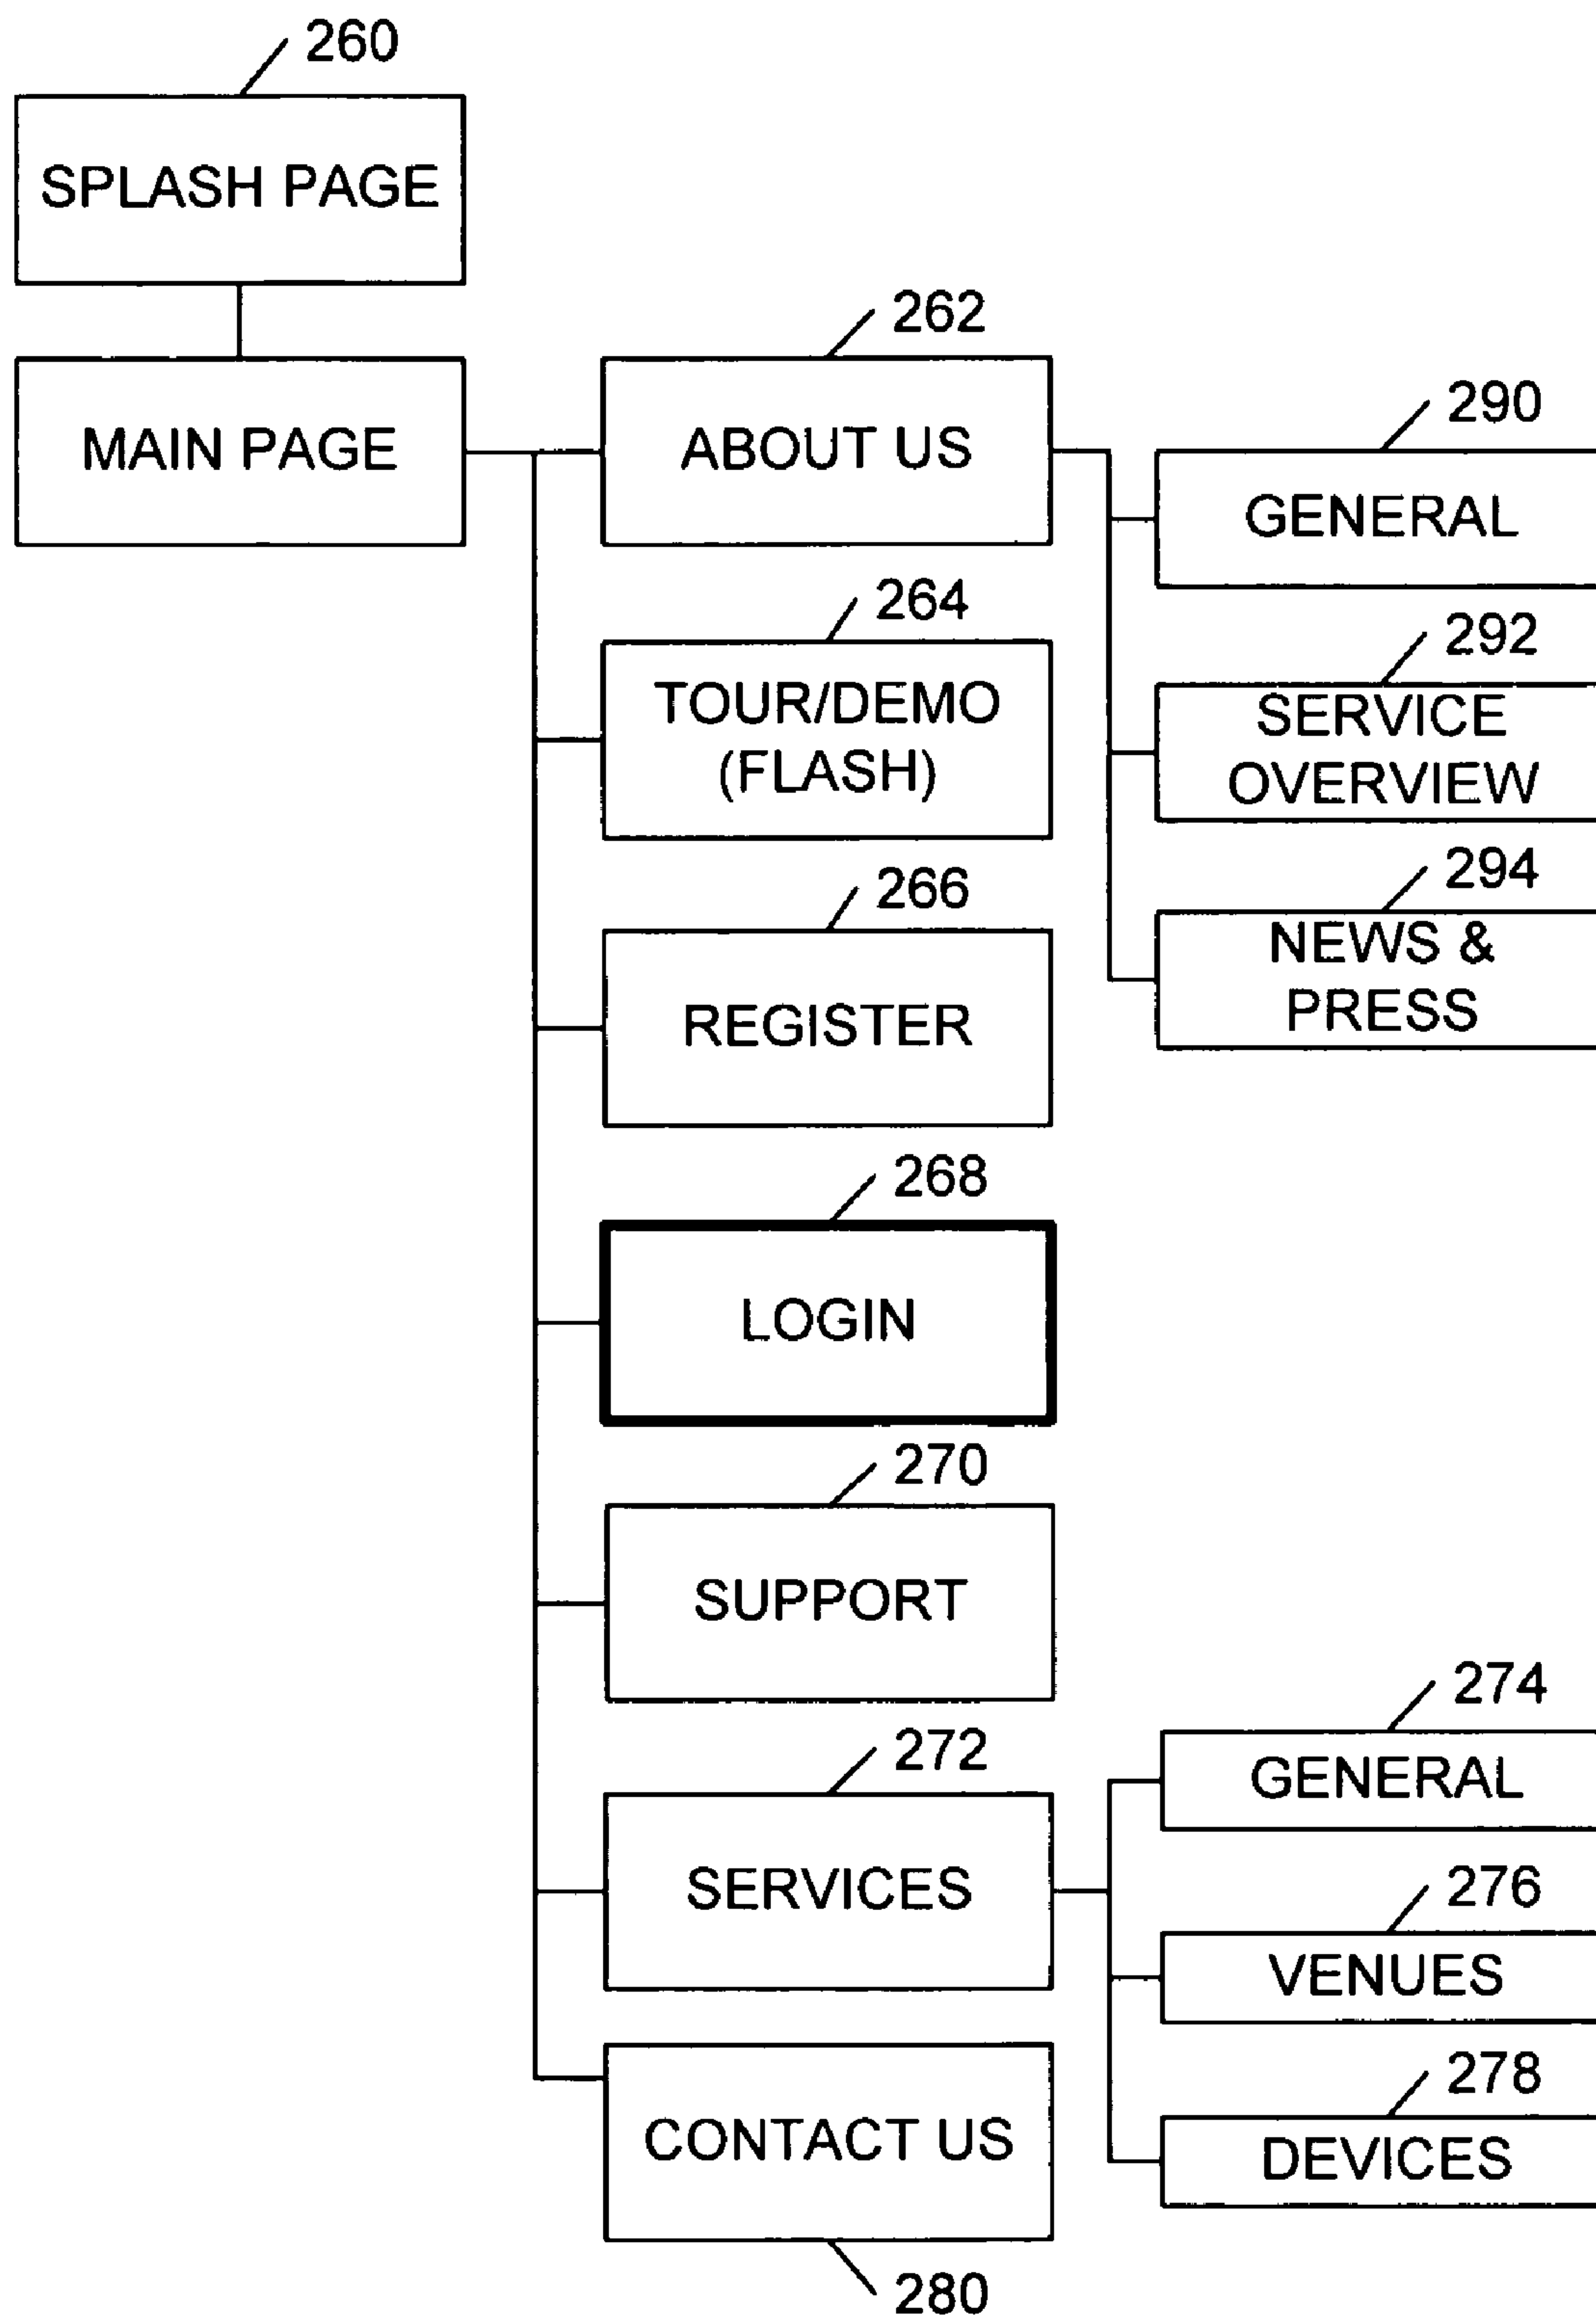 260
SPLASH PAGE
MAIN PAGE
262
ABOUT US
290
GENERAL
292
SERVICE
OVERVIEW
294
NEWS &
PRESS
264
TOUR/DEMO
(FLASH)
266
REGISTER
268
LOGIN
270
SUPPORT
272
SERVICES
274
GENERAL
276
VENUES
278
DEVICES
CONTACT US
280